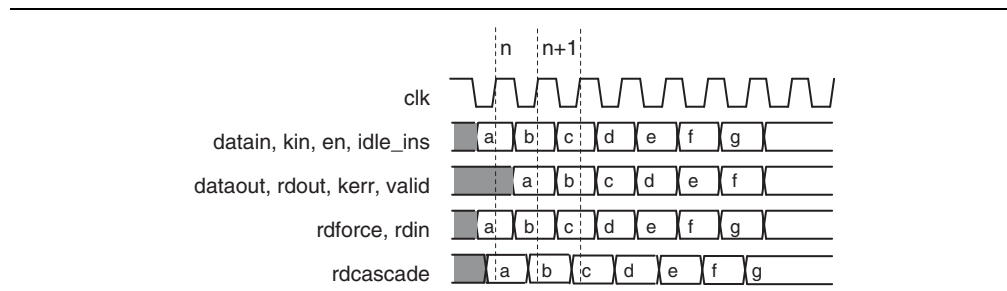 n n+1
clk
datain, kin, en, idle_ins a b c d e f g
dataout, rdout, kerr, valid a b c d e f
rdforce, rdin a b c d e f g
rdcascade a b c d e f g